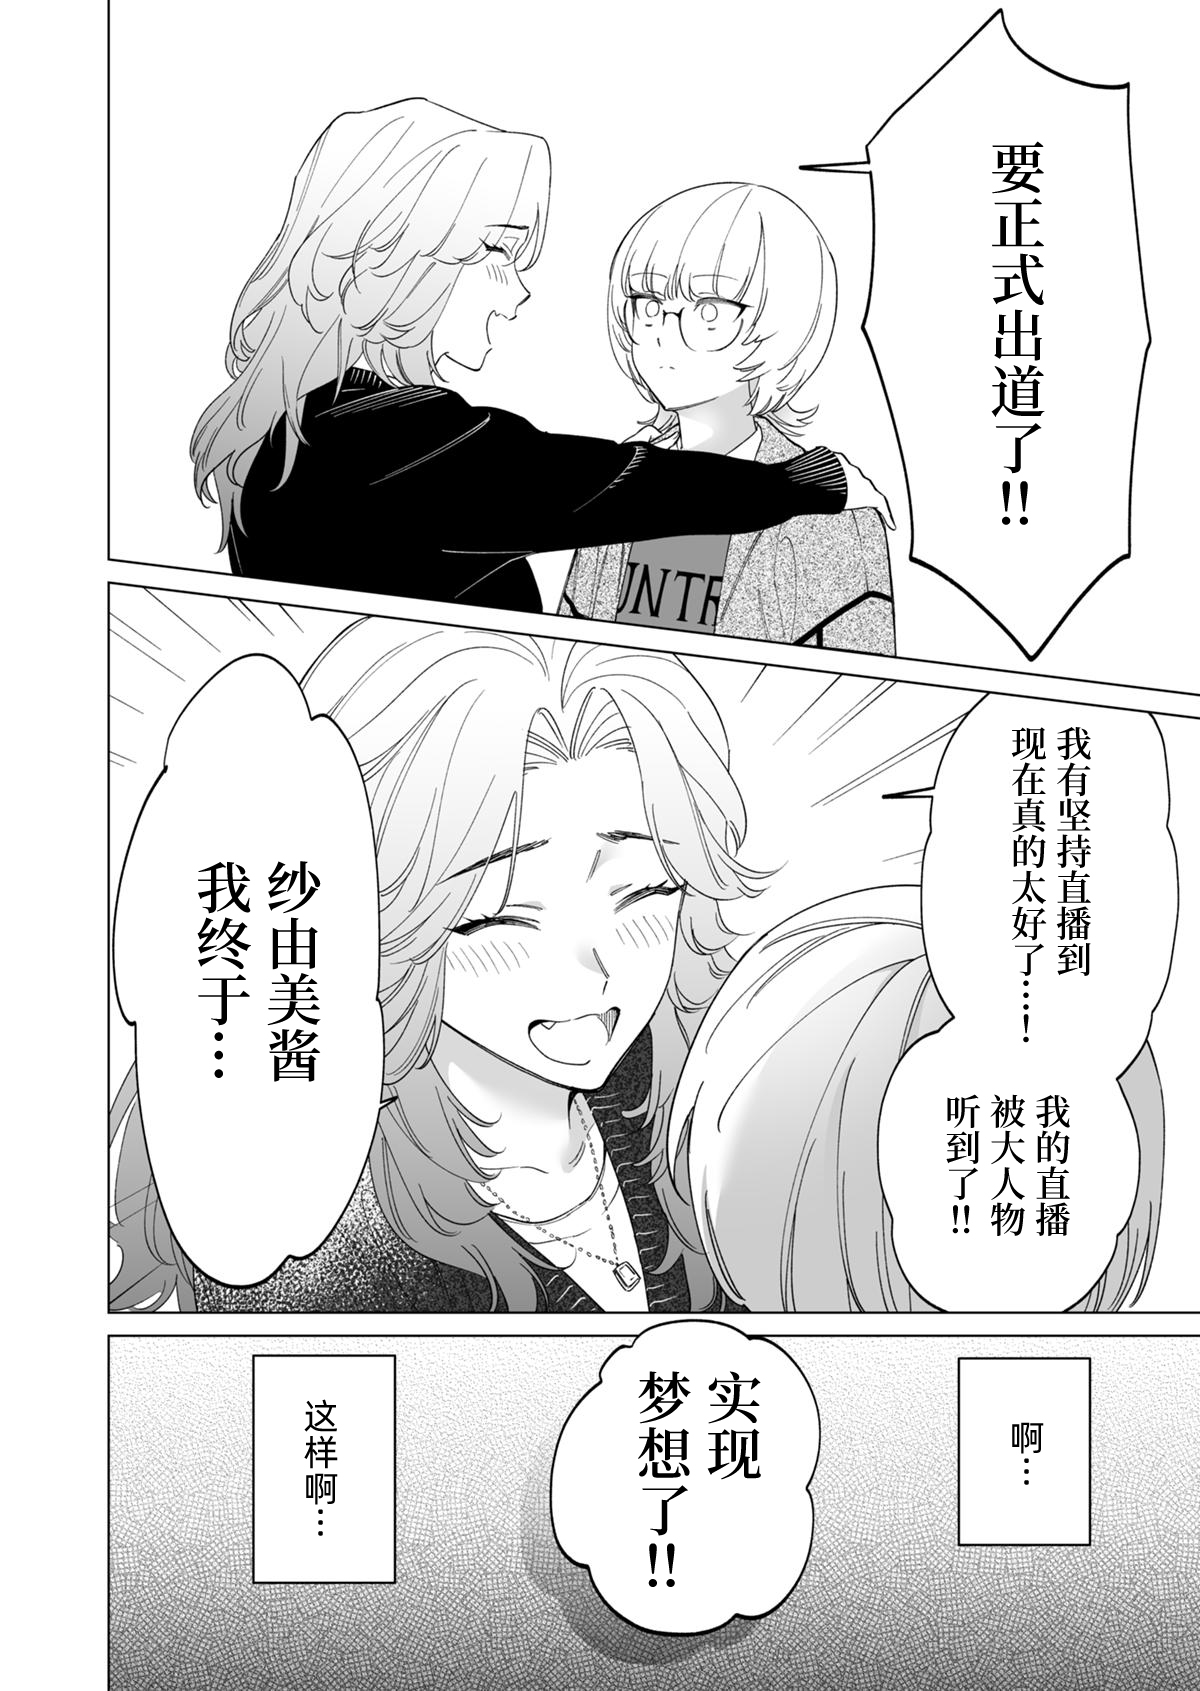 要正式出道了!!
UNTR
我有坚持直播到
现在真的太好了……!
我的直播
被大人物
听到了!!
纱由美酱
我终于…
啊…
实现
梦想了!!
这样啊…